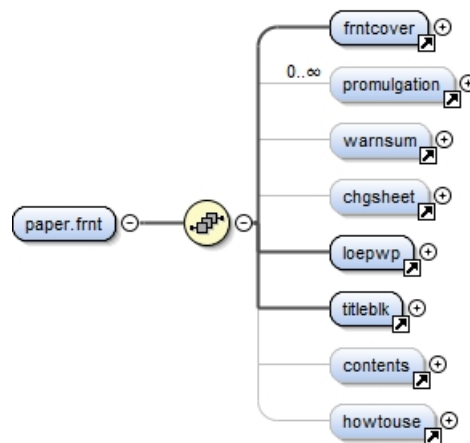 frntcover
0..∞
promulgation
warnsum
chgsheet
paper.frnt
loepwp
titleblk
contents
howtouse